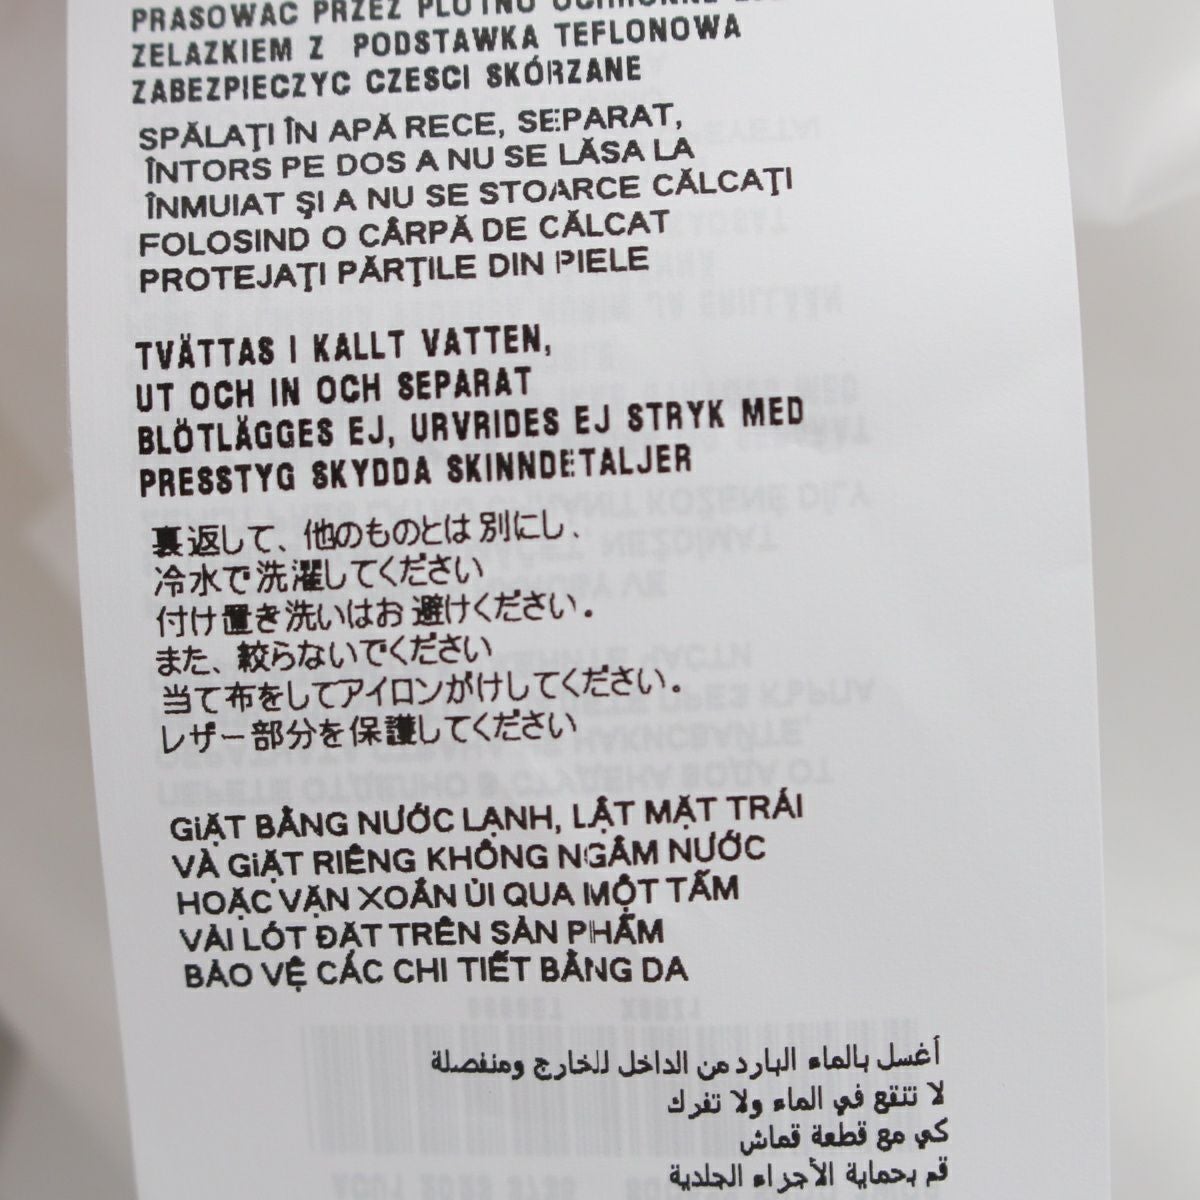 PRASOWAC PRZEZ PLOTNO OCHRONNE
ZELAZKIEM Z PODSTAWKA TEFLONOWA
ZABEZPIECZYC CZESCI SKÓRZANE
SPĂLAŢI ÎN APĂ RECE, SEPARAT,
ÎNTORS PE DOS A NU SE LĂSA LA
ÎNMUIAT ŞI A NU SE STOARCE CĂLCAŢI
FOLOSIND O CÂRPĂ DE CĂLCAT
PROTEJAŢI PĂRŢILE DIN PIELE
TVÄTTAS I KALLT VATTEN,
UT OCH IN OCH SEPARAT
BLÖTLÄGGES EJ, URVRIDES EJ STRYK MED
PRESSTYG SKYDDA SKINNDETALJER
裏返して、他のものとは別にし、
冷水で洗濯してください
付け置き洗いはお避けください.
また、絞らないでください
当て布をしてアイロンがけしてください.
レザー部分を保護してください
GIẶT BẰNG NƯỚC LẠNH, LẬT MẶT TRÁI
VÀ GIẶT RIÊNG KHÔNG NGÂM NƯỚC
HOẶC VẶN XOẮN ỦI QUA MỘT TẤM
VẢI LÓT ĐẶT TRÊN SẢN PHẨM
BẢO VỆ CÁC CHI TIẾT BẰNG DA
أغسل بالماء البارد من الداخل للخارج ومنفصلة
لا تنقع في الماء ولا تفرك
كي مع قطعة قماش
قم بحماية الأجزاء الجلدية